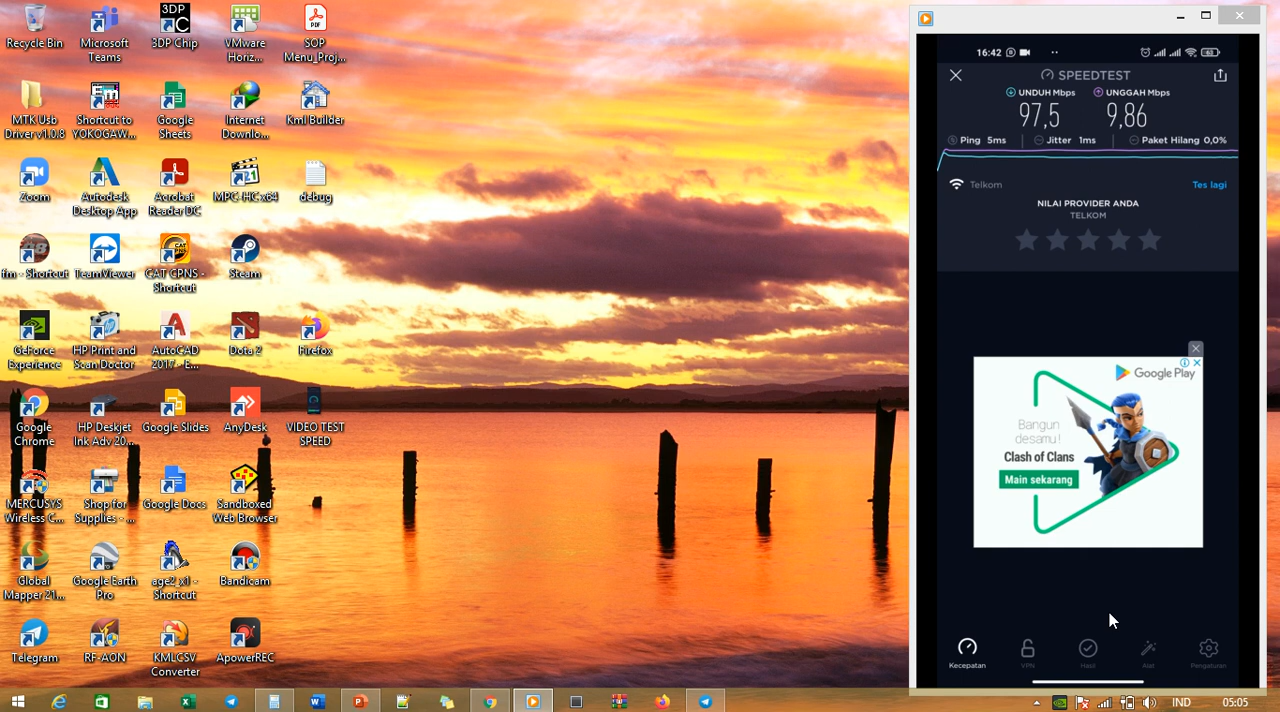 Recycle Bin
Microsoft
Teams
3DP Chip
VMware
Horiz...
SOP
Menu_Proj...
MTK Usb
Driver v1.0.8
Shortcut to
YOKOGAW...
Google
Sheets
Internet
Downlo...
Kml Builder
Zoom
Autodesk
Desktop App
Acrobat
Reader DC
MPC-HC x64
debug
fm - Shortcut
TeamViewer
CAT CPNS -
Shortcut
Steam
GeForce
Experience
HP Print and
Scan Doctor
AutoCAD
2017 - E...
Dota 2
Firefox
Google
Chrome
HP Deskjet
Ink Adv 20...
Google Slides
AnyDesk
VIDEO TEST
SPEED
MERCUSYS
Wireless C...
Shop for
Supplies - ...
Google Docs
Sandboxed
Web Browser
Global
Mapper 21...
Google Earth
Pro
age2_x1 -
Shortcut
Bandicam
Telegram
RF-AON
KMLCSV
Converter
ApowerREC
16:42
63
SPEEDTEST
UNDUH Mbps UNGGAH Mbps
97,5 9,86
Ping 5ms Jitter 1ms Paket Hilang 0,0%
Telkom Tes lagi
NILAI PROVIDER ANDA
TELKOM
Google Play
Bangun
desamu!
Clash of Clans
Main sekarang
Kecepatan VPN Hasil Alat Pengaturan
IND 05:05